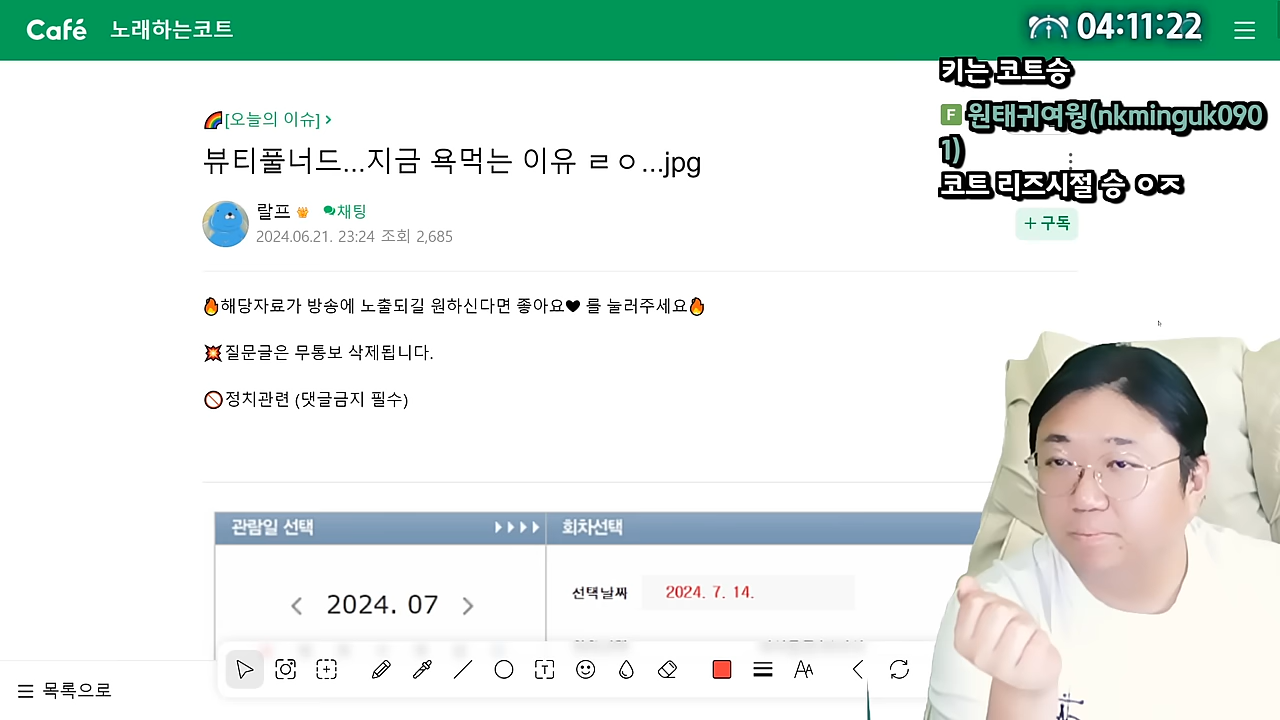 Café 노래하는코트
04:11:22
키는 코트승
F 원태귀여웡(nkminguk090
1)
코트 리즈시절 승 ㅇㅈ
[오늘의 이슈] >
뷰티풀너드...지금 욕먹는 이유 ㄹㅇ...jpg
랄프 채팅
2024.06.21. 23:24 조회 2,685
+ 구독
해당자료가 방송에 노출되길 원하신다면 좋아요🖤 를 눌러주세요
질문글은 무통보 삭제됩니다.
정치관련 (댓글금지 필수)
관람일 선택 회차선택
< 2024. 07 >
선택날짜 2024. 7. 14.
목록으로